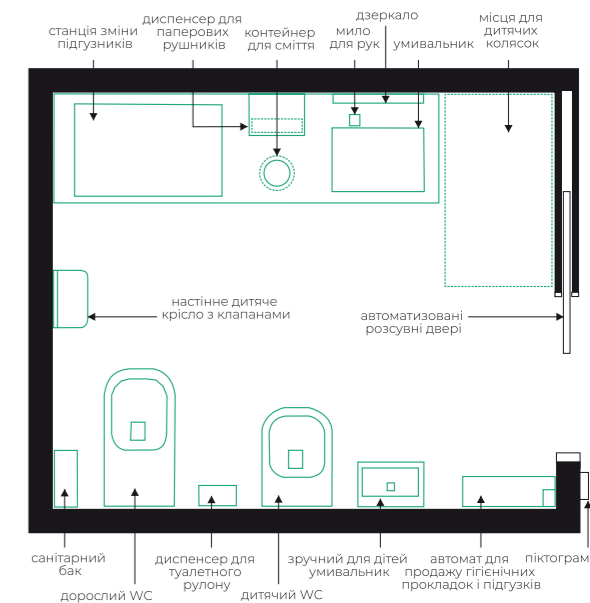 станція зміни
підгузників
диспенсер для
паперових
рушників
контейнер
для сміття
мило
для рук
дзеркало
умивальник
місця для
дитячих
колясок
настінне дитяче
крісло з клапанами
автоматизовані
розсувні двері
санітарний
бак
дорослий WC
диспенсер для
туалетного
рулону
дитячий WC
зручний для дітей
умивальник
автомат для
продажу гігієнічних
прокладок і підгузків
піктограм